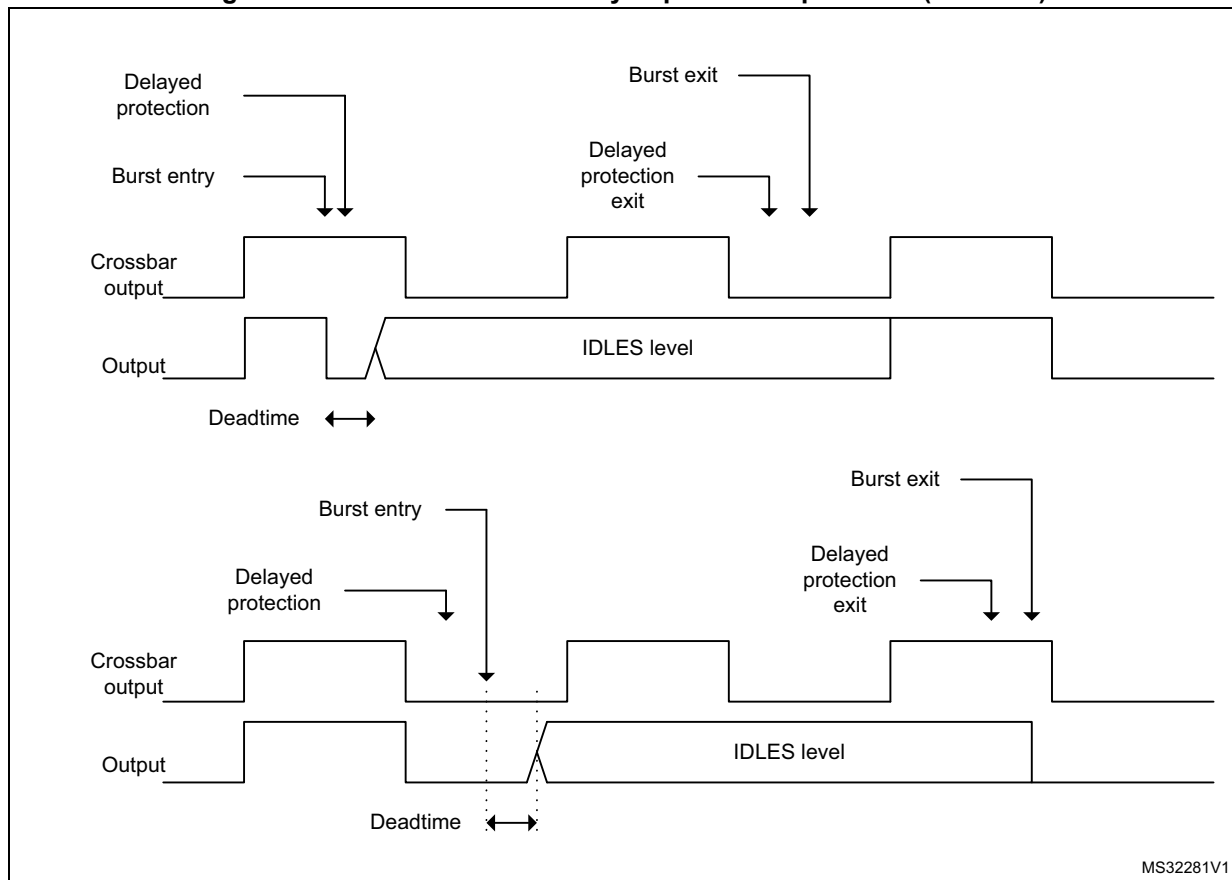 Delayed
protection
Burst exit
Burst entry
Delayed
protection
exit
Crossbar
output
Output
IDLES level
Deadtime
Burst exit
Burst entry
Delayed
protection
exit
Delayed
protection
Crossbar
output
Output
IDLES level
Deadtime
MS32281V1